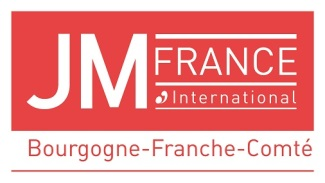 JM FRANCE
International
Bourgogne-Franche-Comté